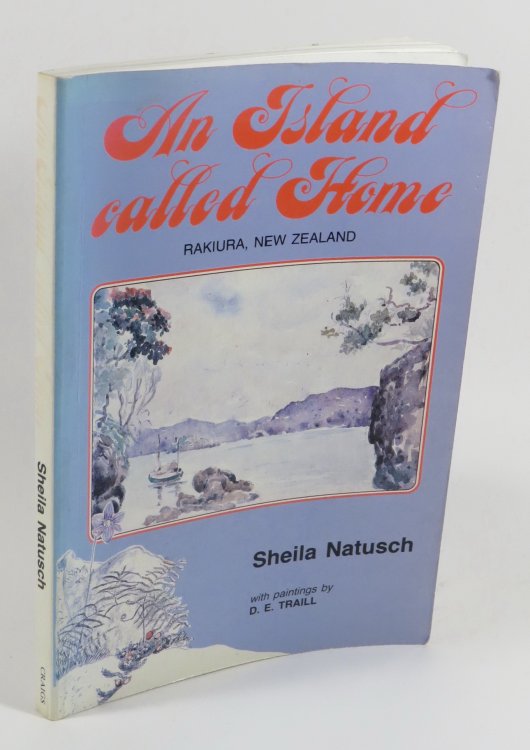 An Island
called Home
RAKIURA, NEW ZEALAND
Sheila Natusch
with paintings by
D. E. TRAILL
Sheila Natusch
CRAIGS